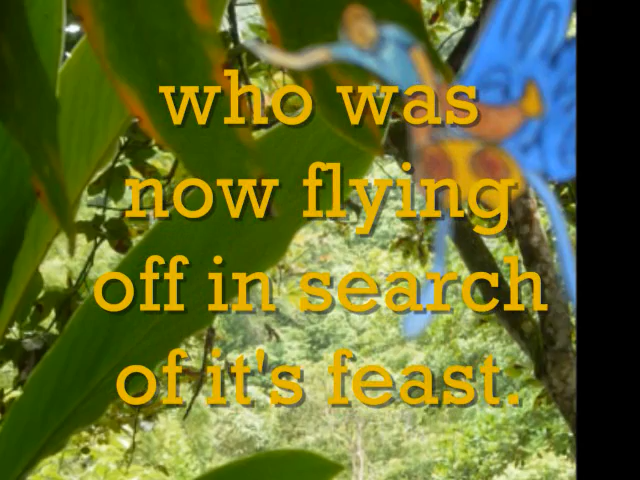 who was
now flying
off in search
of it's feast.